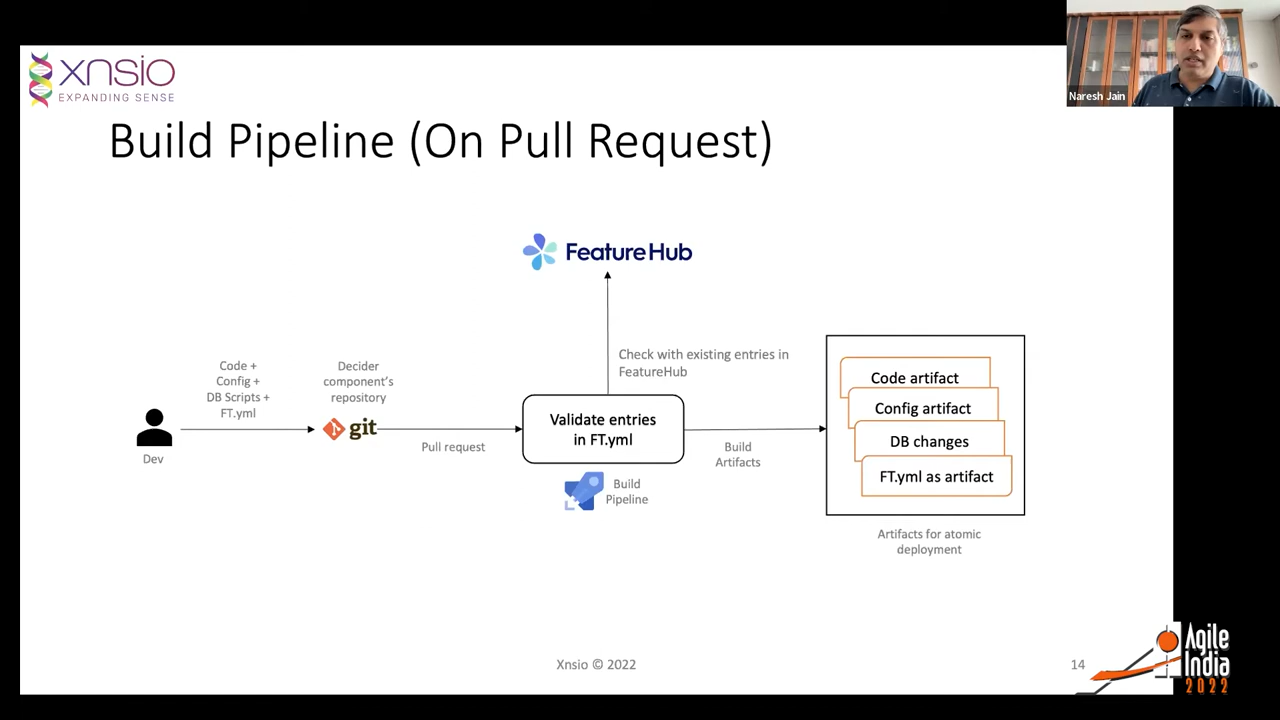 xnsio
EXPANDING SENSE
Naresh Jain
Build Pipeline (On Pull Request)
FeatureHub
Check with existing entries in
FeatureHub
Code +
Config +
DB Scripts +
FT.yml
Decider
component's
repository
git
Dev
Pull request
Validate entries
in FT.yml
Build
Pipeline
Build
Artifacts
Code artifact
Config artifact
DB changes
FT.yml as artifact
Artifacts for atomic
deployment
Xnsio © 2022
14
Agile
India
2022